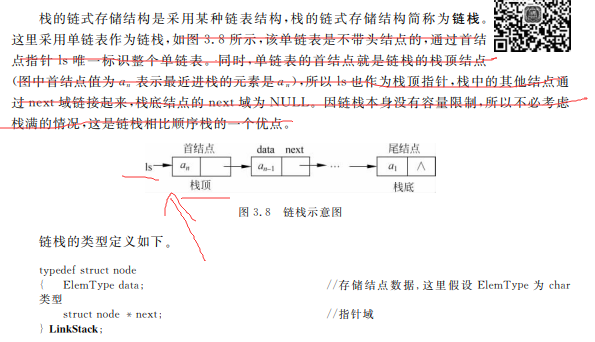 栈的链式存储结构是采用某种链表结构,栈的链式存储结构简称为链栈。
这里采用单链表作为链栈,如图 3.8 所示,该单链表是不带头结点的,通过首结
点指针 ls 唯一标识整个单链表。同时,单链表的首结点就是链栈的栈顶结点
(图中首结点值为 aₙ 表示最近进栈的元素是 aₙ),所以 ls 也作为栈顶指针,栈中的其他结点通
过 next 域链接起来,栈底结点的 next 域为 NULL。因链栈本身没有容量限制,所以不必考虑
栈满的情况,这是链栈相比顺序栈的一个优点。
首结点 data next 尾结点
ls aₙ aₙ₋₁ … a₁ ∧
栈顶 栈底
图 3.8 链栈示意图
链栈的类型定义如下。
typedef struct node
{ ElemType data; //存储结点数据,这里假设 ElemType 为 char
类型
struct node * next; //指针域
} LinkStack;